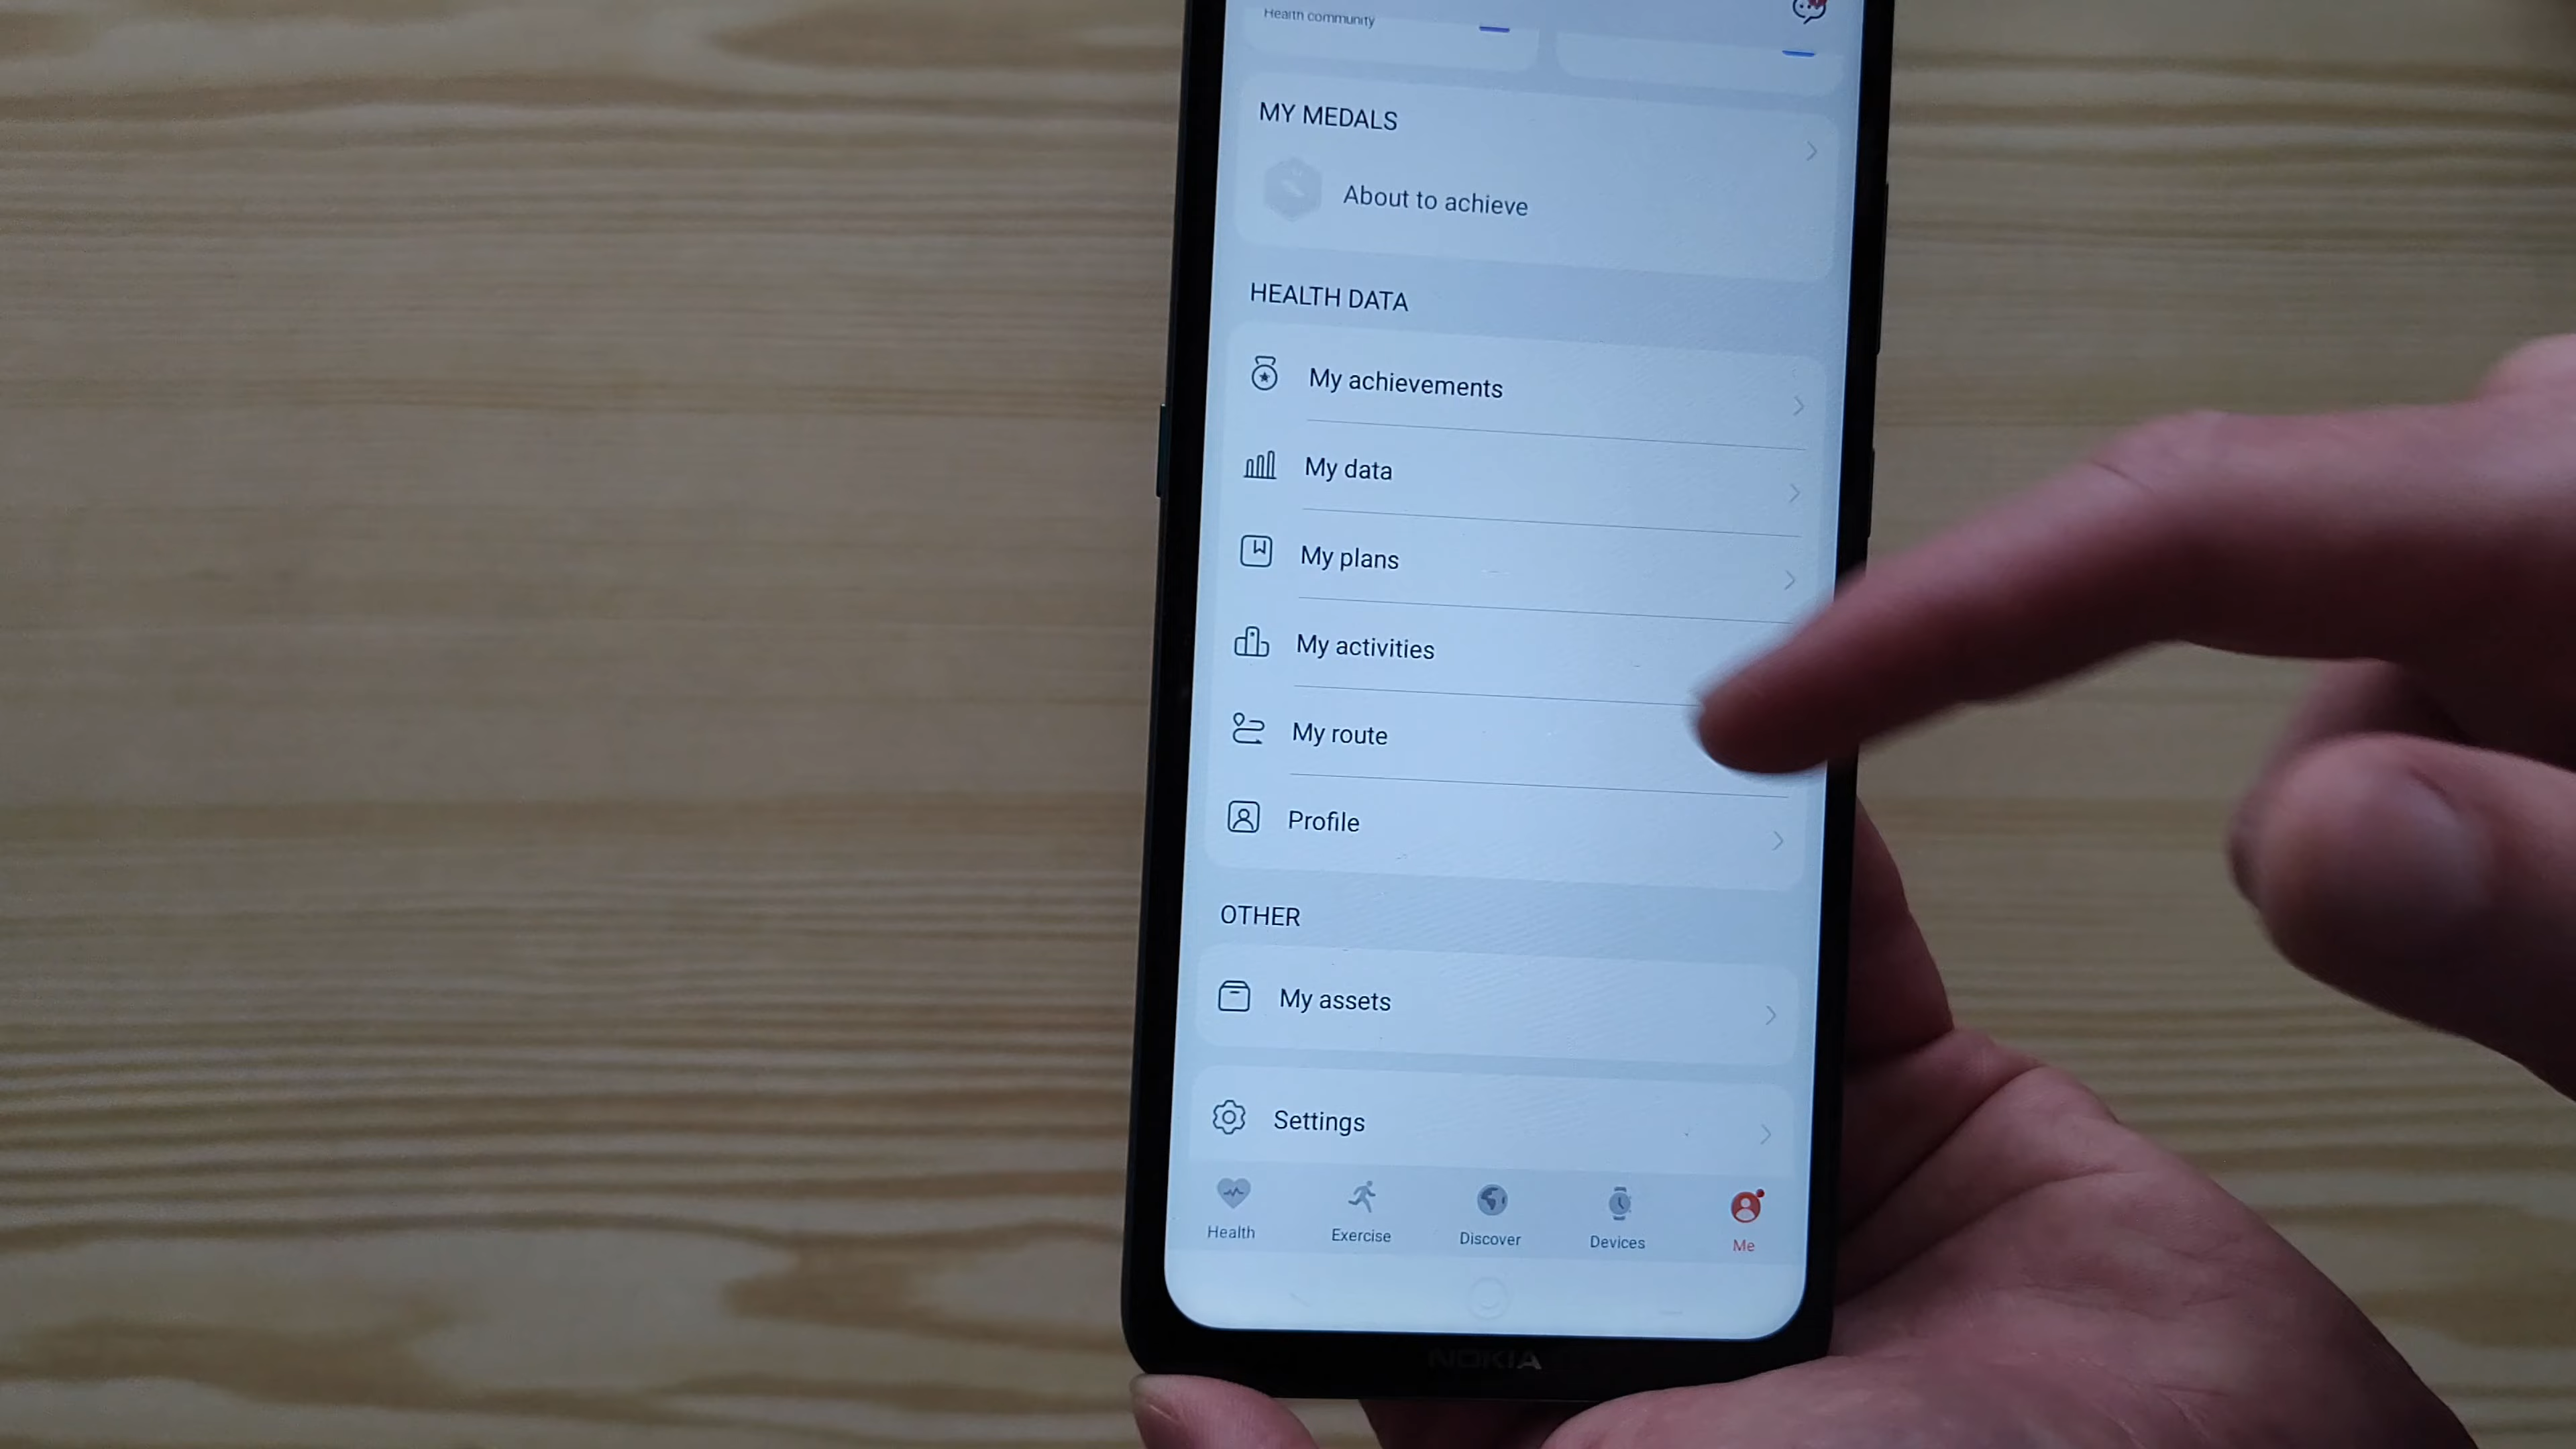 Health community
MY MEDALS
About to achieve
HEALTH DATA
My achievements
My data
My plans
My activities
My route
Profile
OTHER
My assets
Settings
Health
Exercise
Discover
Devices
Me
NOKIA